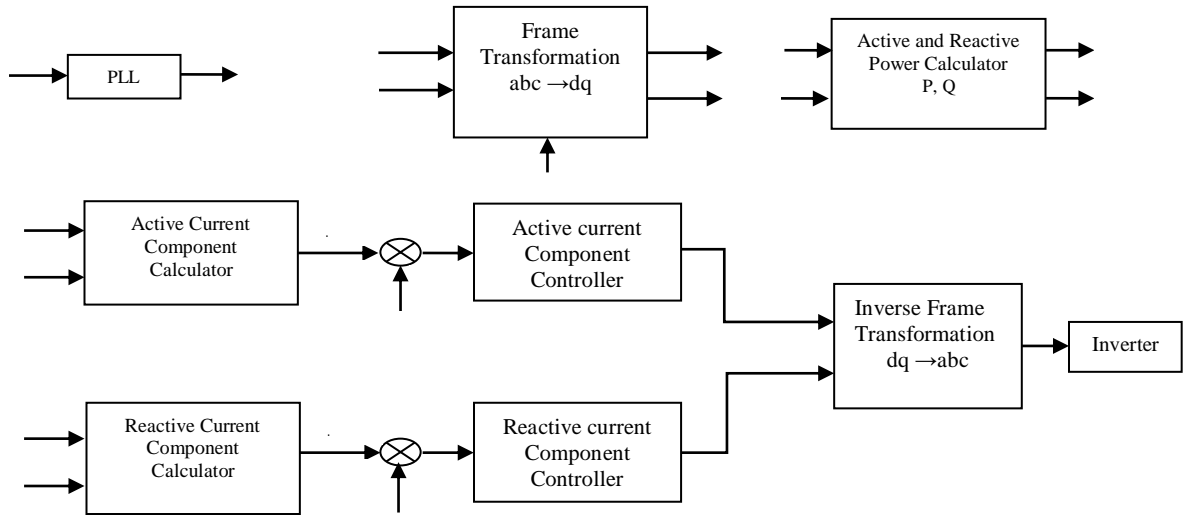 PLL
Frame
Transformation
abc →dq
Active and Reactive
Power Calculator
P, Q
Active Current
Component
Calculator
Active current
Component
Controller
Inverse Frame
Transformation
dq →abc
Inverter
Reactive Current
Component
Calculator
Reactive current
Component
Controller